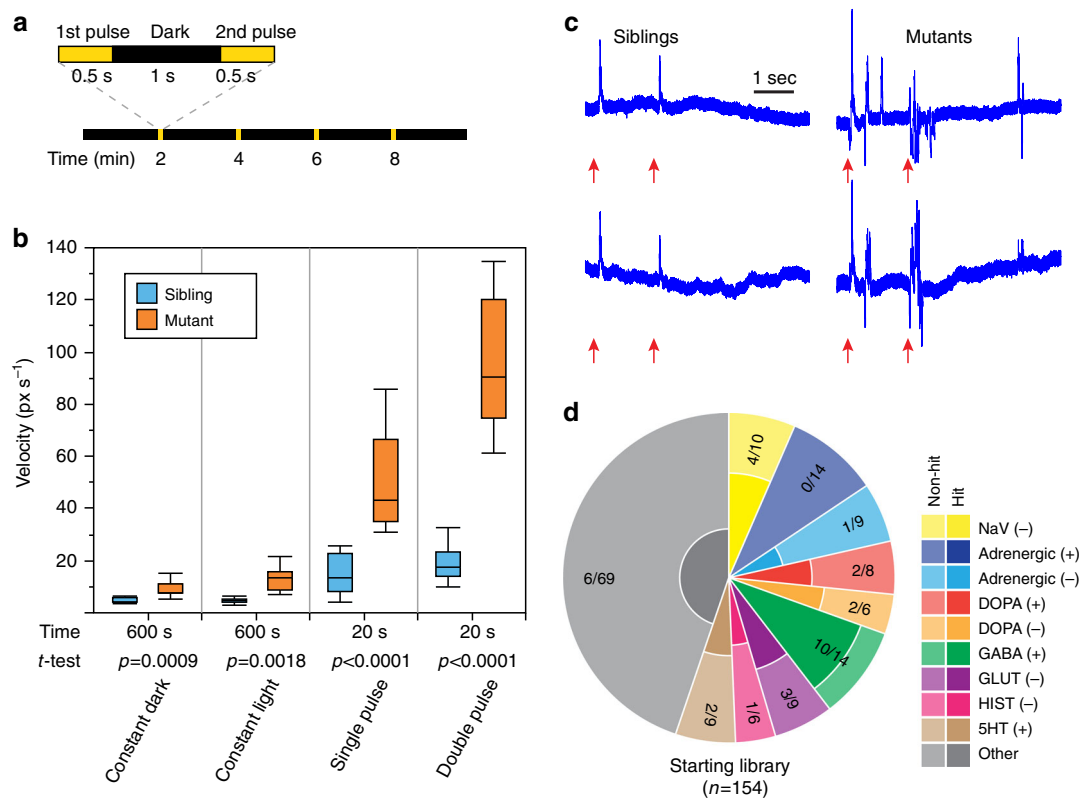 a
1st pulse Dark 2nd pulse
0.5 s 1 s 0.5 s
Time (min) 2 4 6 8
b
140
120
100
80
60
40
20
Velocity (px s⁻¹)
Sibling
Mutant
Time 600 s 600 s 20 s 20 s
t-test p=0.0009 p=0.0018 p<0.0001 p<0.0001
Constant dark
Constant light
Single pulse
Double pulse
c
Siblings Mutants
1 sec
d
4/10
0/14
1/9
2/8
2/6
10/14
3/9
1/6
2/9
6/69
Starting library
(n=154)
Non-hit
Hit
NaV (–)
Adrenergic (+)
Adrenergic (–)
DOPA (+)
DOPA (–)
GABA (+)
GLUT (–)
HIST (–)
5HT (+)
Other